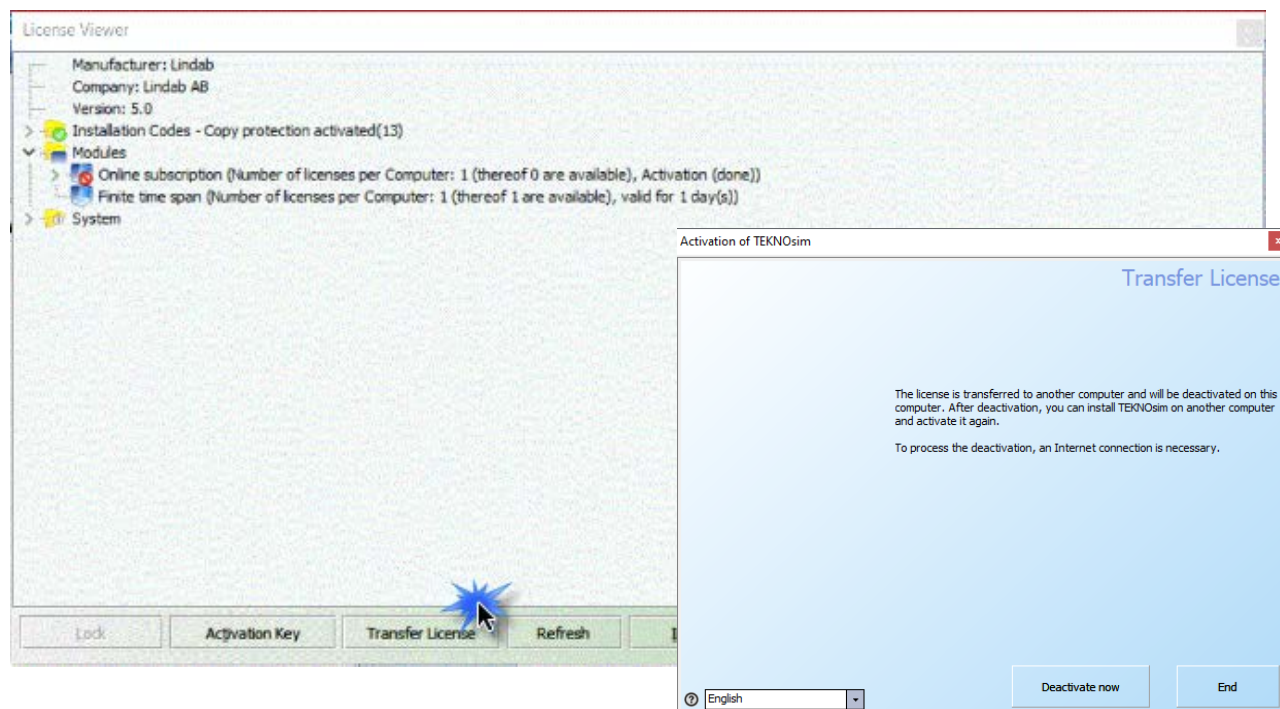 License Viewer
Manufacturer: Lindab
Company: Lindab AB
Version: 5.0
Installation Codes - Copy protection activated(13)
Modules
Online subscription (Number of licenses per Computer: 1 (thereof 0 are available), Activation (done))
Finite time span (Number of licenses per Computer: 1 (thereof 1 are available), valid for 1 day(s))
System
Lock
Activation Key
Transfer License
Refresh
Activation of TEKNOsim
Transfer License
The license is transferred to another computer and will be deactivated on this
computer. After deactivation, you can install TEKNOsim on another computer
and activate it again.
To process the deactivation, an Internet connection is necessary.
Deactivate now
End
English